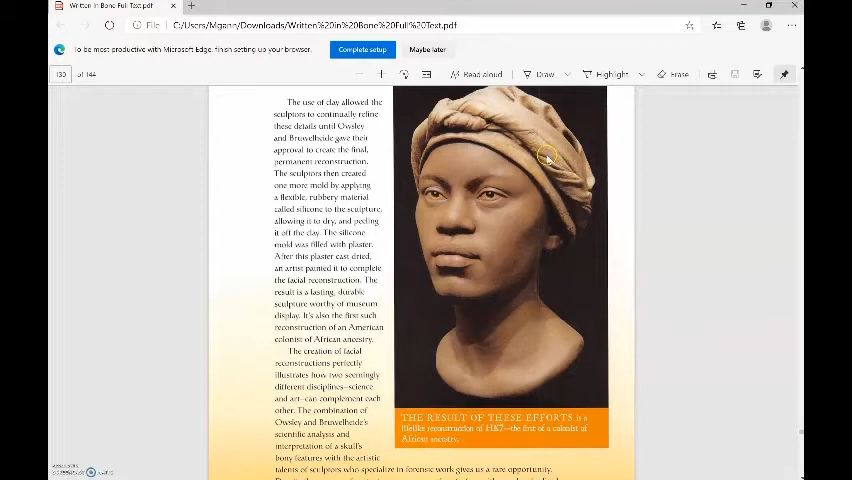 Written in Bone Full Text.pdf
File
C:/Users/Mgann/Downloads/Written%20in%20Bone%20Full%20Text.pdf
To be most productive with Microsoft Edge, finish setting up your browser.
Complete setup
Maybe later
130 of 144
Read aloud
Draw
Highlight
Erase
The use of clay allowed the
sculptors to continually refine
these details until Owsley
and Bruwelheide gave their
approval to create the final,
permanent reconstruction.
The sculptors then created
one more mold by applying
a flexible, rubbery material
called silicone to the sculpture,
allowing it to dry, and peeling
it off the clay. The silicone
mold was filled with plaster.
After this plaster cast dried,
an artist painted it to complete
the facial reconstruction. The
result is a lasting, durable
sculpture worthy of museum
display. It's also the first such
reconstruction of an American
colonist of African ancestry.
The creation of facial
reconstructions perfectly
illustrates how two seemingly
different disciplines—science
and art—can complement each
other. The combination of
Owsley and Bruwelheide's
scientific analysis and
interpretation of a skull's
bony features with the artistic
talents of sculptors who specialize in forensic work gives us a rare opportunity.
THE RESULT OF THESE EFFORTS is a
lifelike reconstruction of HK7—the first of a colonist of
African ancestry.